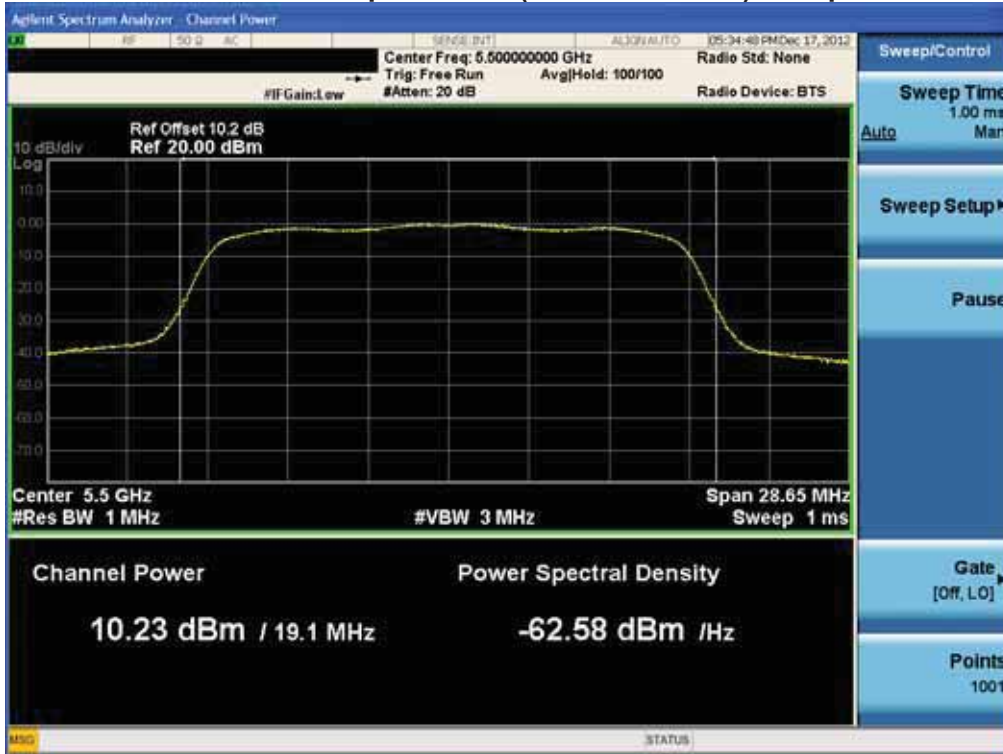 Agilent Spectrum Analyzer - Channel Power
RF 50 Ω AC SENSE:INT ALIGN AUTO 05:34:48 PM Dec 17, 2012
Center Freq: 5.500000000 GHz Radio Std: None
Trig: Free Run Avg|Hold: 100/100
#IFGain:Low #Atten: 20 dB Radio Device: BTS
Ref Offset 10.2 dB
10 dB/div Ref 20.00 dBm
Log
10.0
0.00
10.0
20.0
30.0
40.0
50.0
60.0
70.0
Center 5.5 GHz Span 28.65 MHz
#Res BW 1 MHz #VBW 3 MHz Sweep 1 ms
Channel Power Power Spectral Density
10.23 dBm / 19.1 MHz -62.58 dBm /Hz
MSG STATUS
Sweep/Control
Sweep Time
1.00 ms
Auto Man
Sweep Setup
Pause
Gate
[Off, LO]
Points
1001